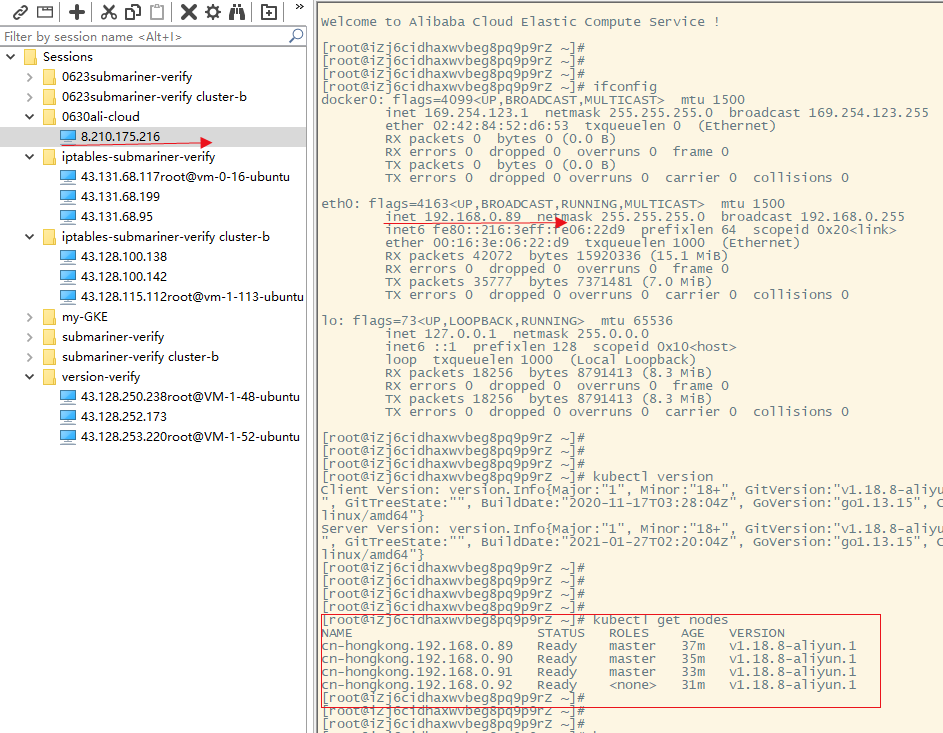 Filter by session name <Alt+I>
Sessions
0623submariner-verify
0623submariner-verify cluster-b
0630ali-cloud
8.210.175.216
iptables-submariner-verify
43.131.68.117root@vm-0-16-ubuntu
43.131.68.199
43.131.68.95
iptables-submariner-verify cluster-b
43.128.100.138
43.128.100.142
43.128.115.112root@vm-1-113-ubuntu
my-GKE
submariner-verify
submariner-verify cluster-b
version-verify
43.128.250.238root@VM-1-48-ubuntu
43.128.252.173
43.128.253.220root@VM-1-52-ubuntu
Welcome to Alibaba Cloud Elastic Compute Service !
[root@iZj6cidhaxwvbeg8pq9p9rZ ~]#
[root@iZj6cidhaxwvbeg8pq9p9rZ ~]#
[root@iZj6cidhaxwvbeg8pq9p9rZ ~]#
[root@iZj6cidhaxwvbeg8pq9p9rZ ~]# ifconfig
docker0: flags=4099<UP,BROADCAST,MULTICAST>  mtu 1500
inet 169.254.123.1  netmask 255.255.255.0  broadcast 169.254.123.255
ether 02:42:84:52:d6:53  txqueuelen 0  (Ethernet)
RX packets 0  bytes 0 (0.0 B)
RX errors 0  dropped 0  overruns 0  frame 0
TX packets 0  bytes 0 (0.0 B)
TX errors 0  dropped 0 overruns 0  carrier 0  collisions 0
eth0: flags=4163<UP,BROADCAST,RUNNING,MULTICAST>  mtu 1500
inet 192.168.0.89  netmask 255.255.255.0  broadcast 192.168.0.255
inet6 fe80::216:3eff:fe06:22d9  prefixlen 64  scopeid 0x20<link>
ether 00:16:3e:06:22:d9  txqueuelen 1000  (Ethernet)
RX packets 42072  bytes 15920336 (15.1 MiB)
RX errors 0  dropped 0  overruns 0  frame 0
TX packets 35777  bytes 7371481 (7.0 MiB)
TX errors 0  dropped 0 overruns 0  carrier 0  collisions 0
lo: flags=73<UP,LOOPBACK,RUNNING>  mtu 65536
inet 127.0.0.1  netmask 255.0.0.0
inet6 ::1  prefixlen 128  scopeid 0x10<host>
loop  txqueuelen 1000  (Local Loopback)
RX packets 18256  bytes 8791413 (8.3 MiB)
RX errors 0  dropped 0  overruns 0  frame 0
TX packets 18256  bytes 8791413 (8.3 MiB)
TX errors 0  dropped 0 overruns 0  carrier 0  collisions 0
[root@iZj6cidhaxwvbeg8pq9p9rZ ~]#
[root@iZj6cidhaxwvbeg8pq9p9rZ ~]#
[root@iZj6cidhaxwvbeg8pq9p9rZ ~]#
[root@iZj6cidhaxwvbeg8pq9p9rZ ~]# kubectl version
Client Version: version.Info{Major:"1", Minor:"18+", GitVersion:"v1.18.8-aliyun
", GitTreeState:"", BuildDate:"2020-11-17T03:28:04Z", GoVersion:"go1.13.15", C
linux/amd64"}
Server Version: version.Info{Major:"1", Minor:"18+", GitVersion:"v1.18.8-aliyu
", GitTreeState:"", BuildDate:"2021-01-27T02:20:04Z", GoVersion:"go1.13.15", C
linux/amd64"}
[root@iZj6cidhaxwvbeg8pq9p9rZ ~]#
[root@iZj6cidhaxwvbeg8pq9p9rZ ~]#
[root@iZj6cidhaxwvbeg8pq9p9rZ ~]#
[root@iZj6cidhaxwvbeg8pq9p9rZ ~]#
[root@iZj6cidhaxwvbeg8pq9p9rZ ~]# kubectl get nodes
NAME STATUS ROLES AGE VERSION
cn-hongkong.192.168.0.89 Ready master 37m v1.18.8-aliyun.1
cn-hongkong.192.168.0.90 Ready master 35m v1.18.8-aliyun.1
cn-hongkong.192.168.0.91 Ready master 33m v1.18.8-aliyun.1
cn-hongkong.192.168.0.92 Ready <none> 31m v1.18.8-aliyun.1
[root@iZj6cidhaxwvbeg8pq9p9rZ ~]#
[root@iZj6cidhaxwvbeg8pq9p9rZ ~]#
[root@iZj6cidhaxwvbeg8pq9p9rZ ~]#